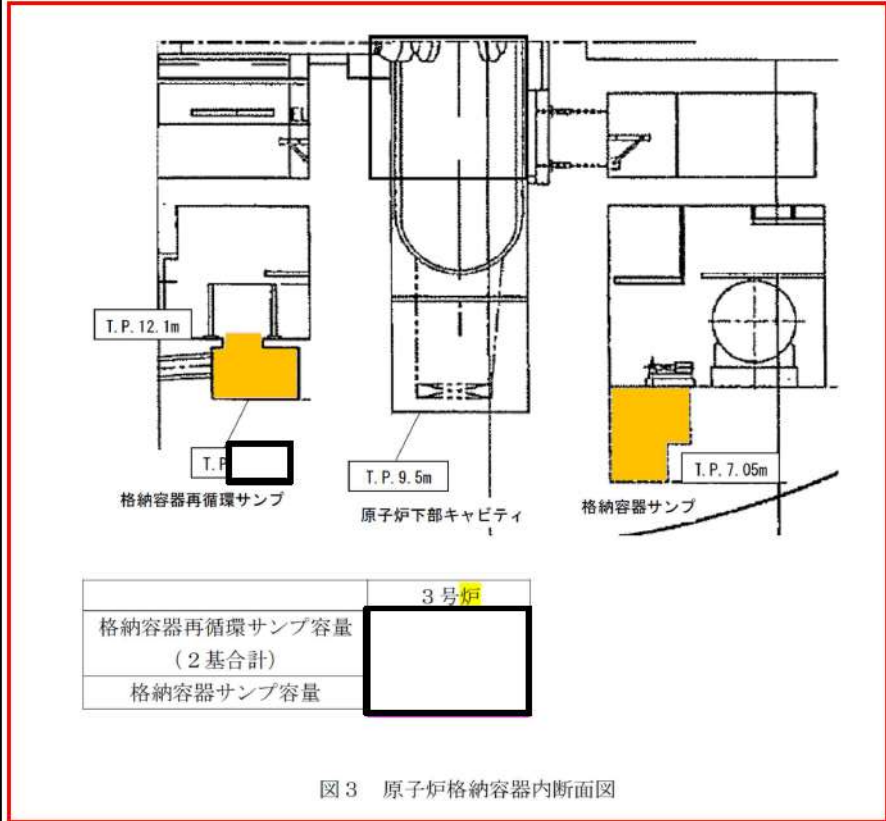 T.P.12.1m
T.P
格納容器再循環サンプ
T.P.9.5m
原子炉下部キャビティ
T.P.7.05m
格納容器サンプ
３号炉
格納容器再循環サンプ容量
（２基合計）
格納容器サンプ容量
図３　原子炉格納容器内断面図